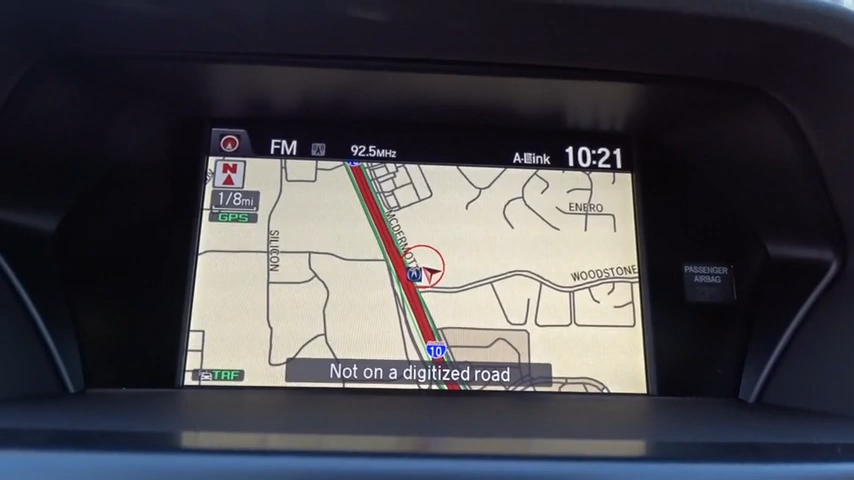 FM 92.5MHz A-Link 10:21
N
1/8mi
GPS
ENERO
MCDERMOTT
SILICON
WOODSTONE
PASSENGER
AIRBAG
10
TRF
Not on a digitized road